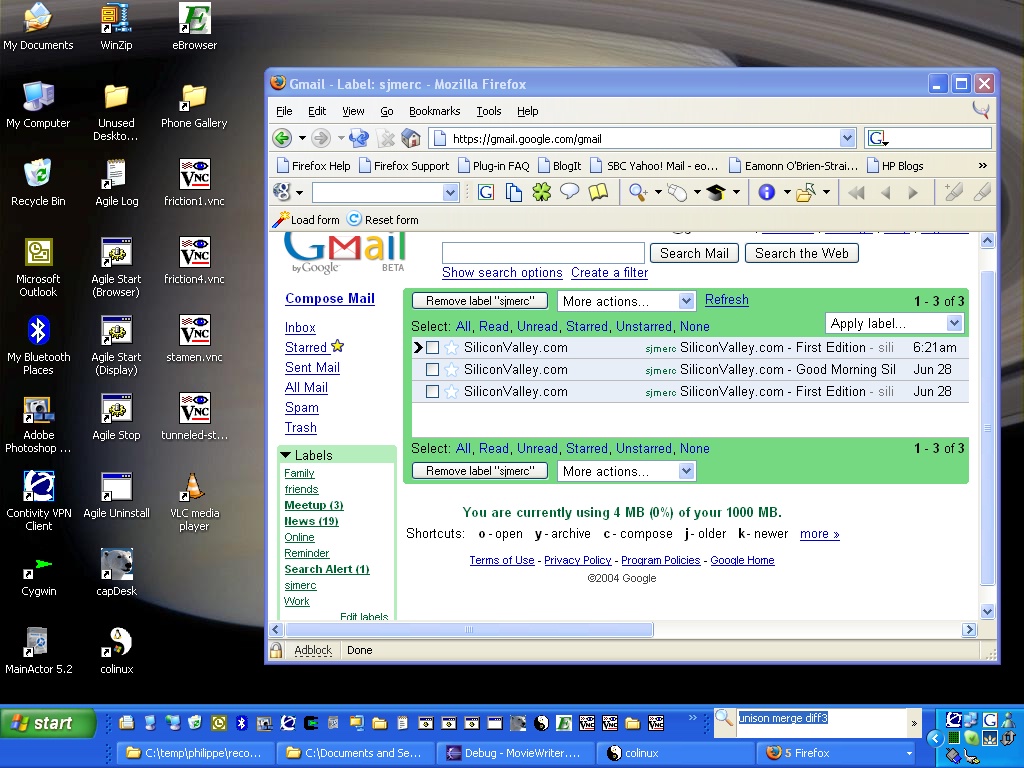 My Documents
WinZip
eBrowser
My Computer
Unused
Deskto...
Phone Gallery
Recycle Bin
Agile Log
friction1.vnc
Microsoft
Outlook
Agile Start
(Browser)
friction4.vnc
My Bluetooth
Places
Agile Start
(Display)
stamen.vnc
Adobe
Photoshop ...
Agile Stop
tunneled-st...
Contivity VPN
Client
Agile Uninstall
VLC media
player
Cygwin
capDesk
MainActor 5.2
colinux
Gmail - Label: sjmerc - Mozilla Firefox
File Edit View Go Bookmarks Tools Help
https://gmail.google.com/gmail
Firefox Help Firefox Support Plug-in FAQ BlogIt SBC Yahoo! Mail - eo... Eamonn O'Brien-Strai... HP Blogs »
Load form Reset form
GMail
by Google BETA
Search Mail Search the Web
Show search options Create a filter
Compose Mail
Inbox
Starred
Sent Mail
All Mail
Spam
Trash
Labels
Family
friends
Meetup (3)
News (19)
Online
Reminder
Search Alert (1)
sjmerc
Work
Edit labels
Remove label "sjmerc" More actions... Refresh 1 - 3 of 3
Select: All, Read, Unread, Starred, Unstarred, None Apply label...
SiliconValley.com sjmerc SiliconValley.com - First Edition - sili 6:21am
SiliconValley.com sjmerc SiliconValley.com - Good Morning Sil Jun 28
SiliconValley.com sjmerc SiliconValley.com - First Edition - sili Jun 28
Select: All, Read, Unread, Starred, Unstarred, None 1 - 3 of 3
Remove label "sjmerc" More actions...
You are currently using 4 MB (0%) of your 1000 MB.
Shortcuts: o - open y - archive c - compose j - older k - newer more »
Terms of Use - Privacy Policy - Program Policies - Google Home
©2004 Google
Adblock Done
start
unison merge diff3
C:\temp\philippe\reco...
C:\Documents and Se...
Debug - MovieWriter....
colinux
5 Firefox